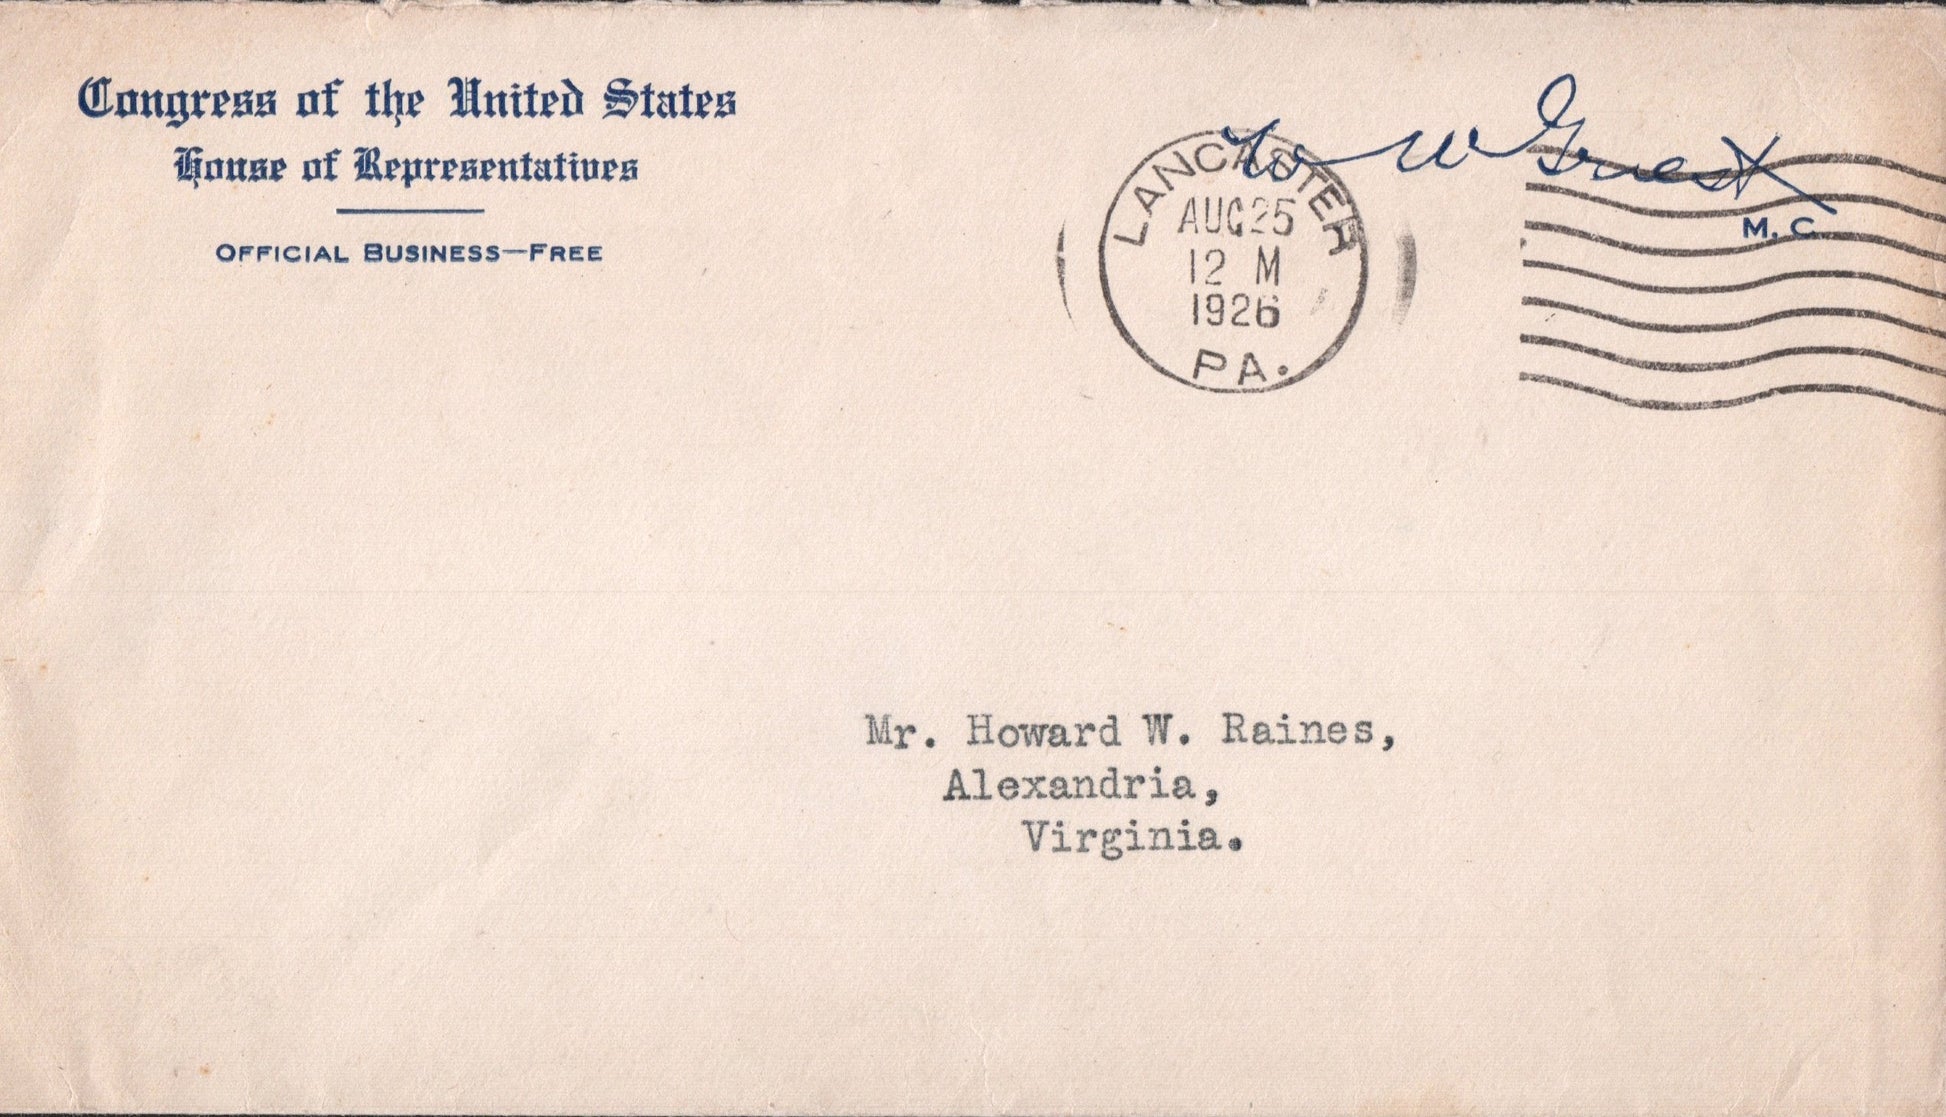 Congress of the United States
House of Representatives
OFFICIAL BUSINESS—FREE
W W Griest
M. C.
LANCASTER
AUG 25
12 M
1926
PA.
Mr. Howard W. Raines,
Alexandria,
Virginia.